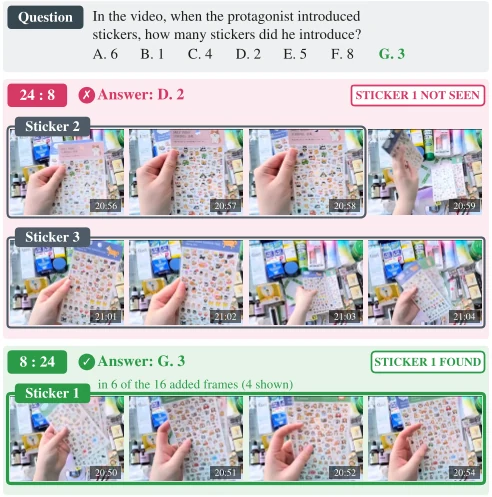 Question
In the video, when the protagonist introduced
stickers, how many stickers did he introduce?
A. 6 B. 1 C. 4 D. 2 E. 5 F. 8 G. 3
24 : 8 ✗ Answer: D. 2 STICKER 1 NOT SEEN
Sticker 2
20:56 20:57 20:58 20:59
Sticker 3
21:01 21:02 21:03 21:04
8 : 24 ✓ Answer: G. 3 STICKER 1 FOUND
in 6 of the 16 added frames (4 shown)
Sticker 1
20:50 20:51 20:52 20:54